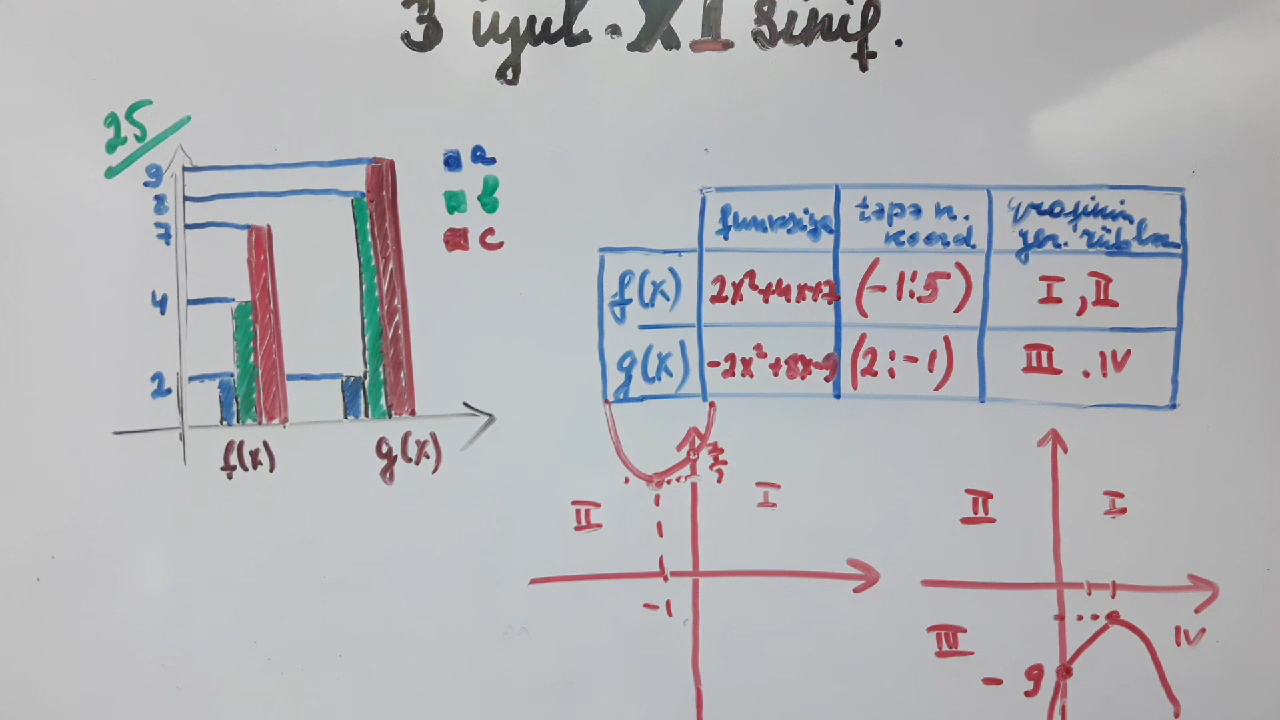 3 iyul. XI sinif.
25
9
8
7
4
2
f(x) g(x)
a
b
c
funksiya
təpə n.
koord
qrafikin
yer. rübləri
f(x) 2x²+4x+7 (-1;5) I, II
g(x) -2x²+8x-9 (2;-1) III . IV
II I
-1
II I
III IV
-9